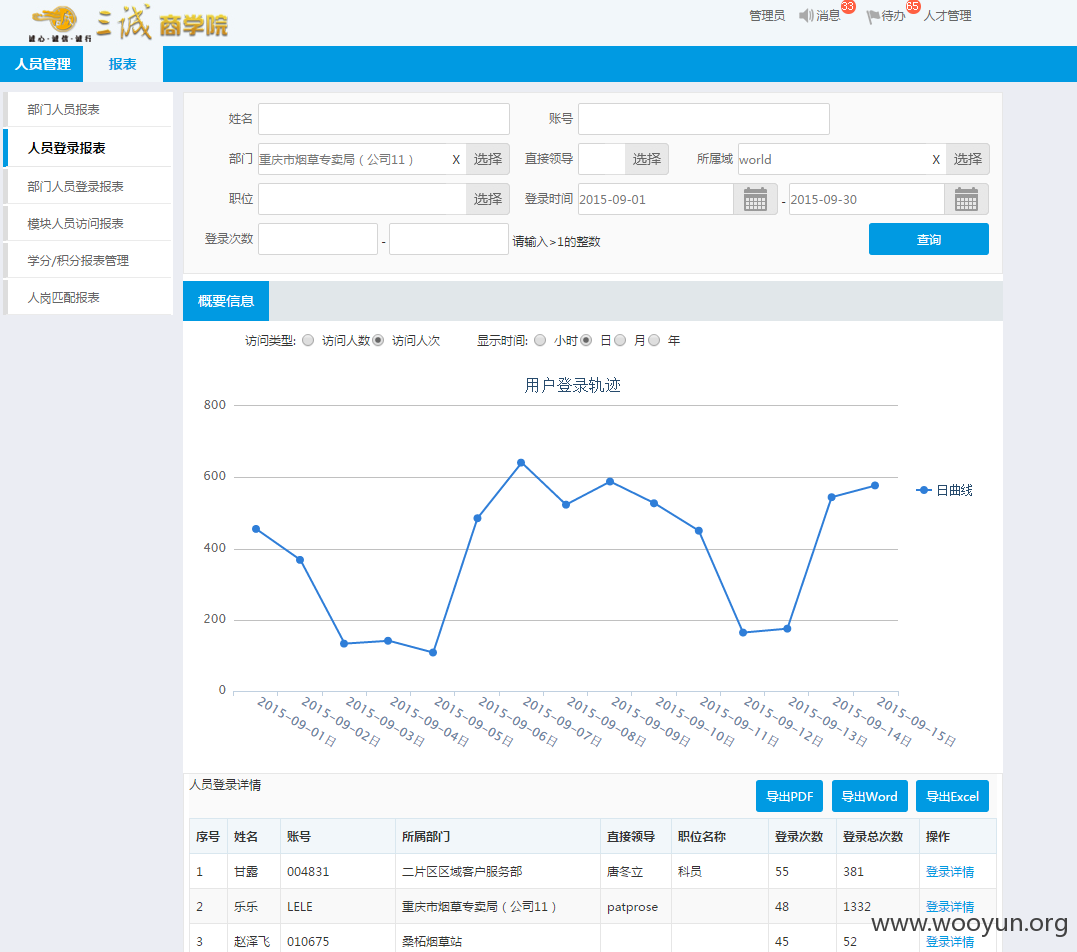 三诚 商学院 管理员 消息 33 待办 65 人才管理
诚心·诚信·诚行
人员管理 报表
部门人员报表
人员登录报表
部门人员登录报表
模块人员访问报表
学分/积分报表管理
人岗匹配报表
姓名 账号
部门 重庆市烟草专卖局（公司11） X 选择 直接领导 选择 所属域 world X 选择
职位 选择 登录时间 2015-09-01 - 2015-09-30
登录次数 - 请输入>1的整数 查询
概要信息
访问类型: 访问人数 访问人次 显示时间: 小时 日 月 年
用户登录轨迹
800
600
日曲线
400
200
0
2015-09-01日 2015-09-02日 2015-09-03日 2015-09-04日 2015-09-05日 2015-09-06日 2015-09-07日 2015-09-08日 2015-09-09日 2015-09-10日 2015-09-11日 2015-09-12日 2015-09-13日 2015-09-14日 2015-09-15日
人员登录详情 导出PDF 导出Word 导出Excel
序号 姓名 账号 所属部门 直接领导 职位名称 登录次数 登录总次数 操作
1 甘露 004831 二片区区域客户服务部 唐冬立 科员 55 381 登录详情
2 乐乐 LELE 重庆市烟草专卖局（公司11） patprose 48 1332 登录详情
3 赵泽飞 010675 桑柘烟草站 45 52 登录详情
www.wooyun.org